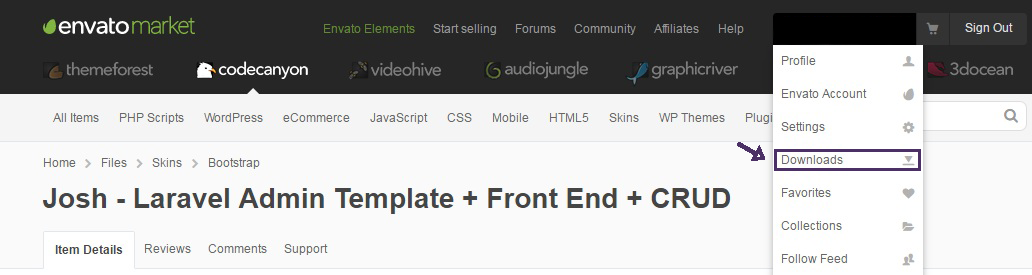 envato market Envato Elements Start selling Forums Community Affiliates Help Sign Out
themeforest codecanyon videohive audiojungle graphicriver 3docean
Profile
Envato Account
Settings
Downloads
Favorites
Collections
Follow Feed
All Items PHP Scripts WordPress eCommerce JavaScript CSS Mobile HTML5 Skins WP Themes Plugi
Home Files Skins Bootstrap
Josh - Laravel Admin Template + Front End + CRUD
Item Details Reviews Comments Support